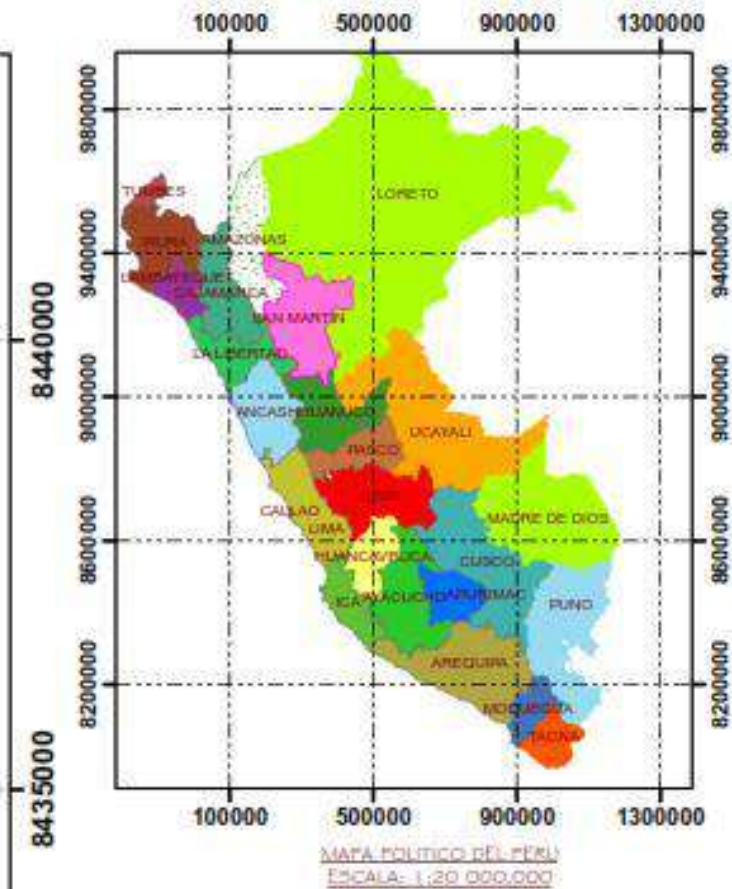 100000 500000 900000 1300000
9800000 9800000
LORETO
TUMBES
PIURA AMAZONAS
9400000 9400000
LAMBAYEQUE
CAJAMARCA
SAN MARTIN
8440000
LA LIBERTAD
9000000 9000000
ANCASH HUANUCO
UCAYALI
PASCO
CALLAO
MADRE DE DIOS
LIMA
8600000 8600000
CUSCO
ICA AYACUCHO APURIMAC
PUNO
AREQUIPA
8200000 8200000
MOQUEGUA
TACNA
8435000
100000 500000 900000 1300000
MAPA POLITICO DEL PERU
ESCALA: 1:20 000,000